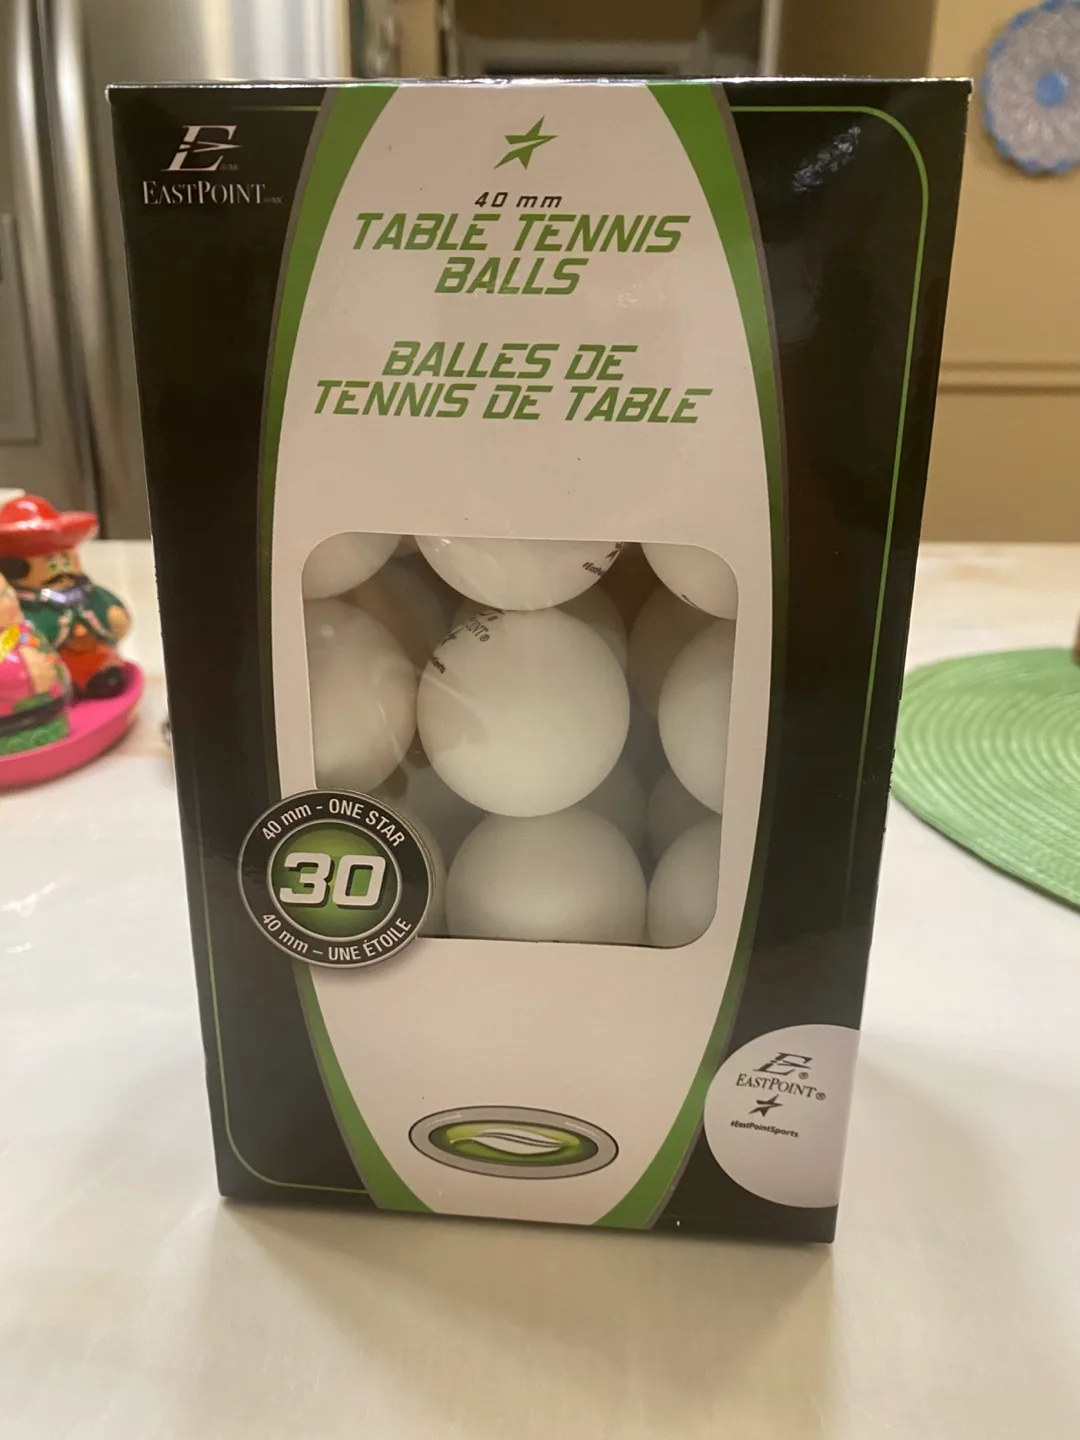 E
EASTPOINT
40 mm
TABLE TENNIS
BALLS
BALLES DE
TENNIS DE TABLE
40 mm - ONE STAR
30
40 mm – UNE ÉTOILE
E®
EASTPOINT®
#EastPointSports